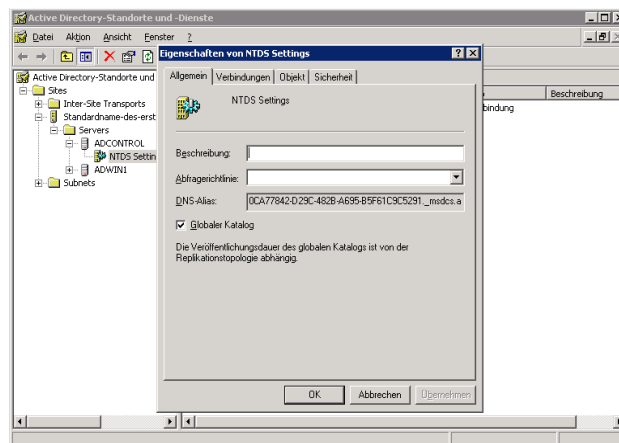 Active Directory-Standorte und -Dienste
Datei Aktion Ansicht Fenster ?
Eigenschaften von NTDS Settings
Active Directory-Standorte und
Sites
Inter-Site Transports
Standardname-des-erst
Servers
ADCONTROL
NTDS Settin
ADWIN1
Subnets
Beschreibung
bindung
Allgemein Verbindungen Objekt Sicherheit
NTDS Settings
Beschreibung:
Abfragerichtlinie:
DNS-Alias: 0CA77842-D29C-482B-A695-B5F61C9C5291._msdcs.a
Globaler Katalog
Die Veröffentlichungsdauer des globalen Katalogs ist von der
Replikationstopologie abhängig.
OK Abbrechen Übernehmen